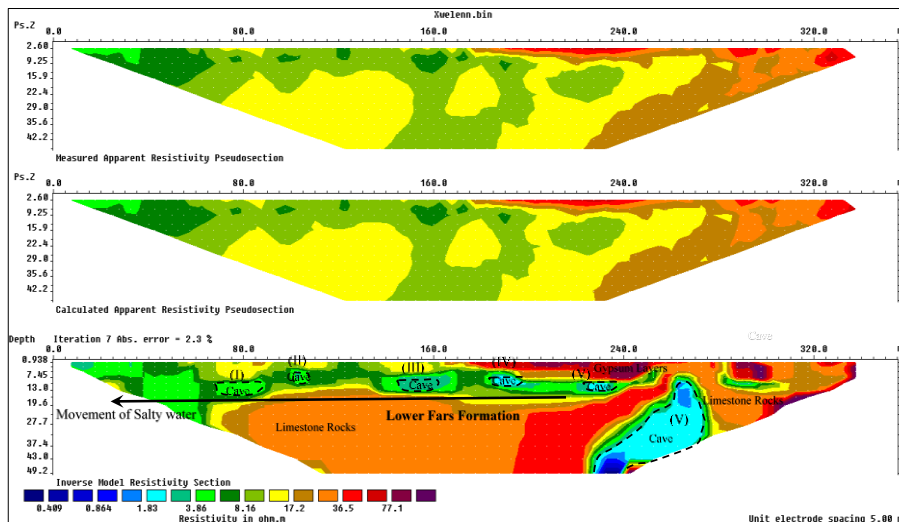 Xwelenn.bin
Ps.Z 0.0 80.0 160.0 240.0 320.0
2.60
9.25
15.9
22.4
29.0
35.6
42.2
Measured Apparent Resistivity Pseudosection
Ps.Z 0.0 80.0 160.0 240.0 320.0
2.60
9.25
15.9
22.4
29.0
35.6
42.2
Calculated Apparent Resistivity Pseudosection
Cave
Depth Iteration 7 Abs. error = 2.3 %
0.0 80.0 160.0 240.0 320.0
0.938
7.45
13.0
19.6
27.7
37.4
43.0
49.2
(I) (II) (III) (IV) (V) Gypsum Layers
Cave Cave Cave Cave Cave
Movement of Salty water
Lower Fars Formation
Limestone Rocks
Limestone Rocks
(V)
Cave
Inverse Model Resistivity Section
0.409 0.864 1.83 3.86 8.16 17.2 36.5 77.1
Resistivity in ohm.m
Unit electrode spacing 5.00